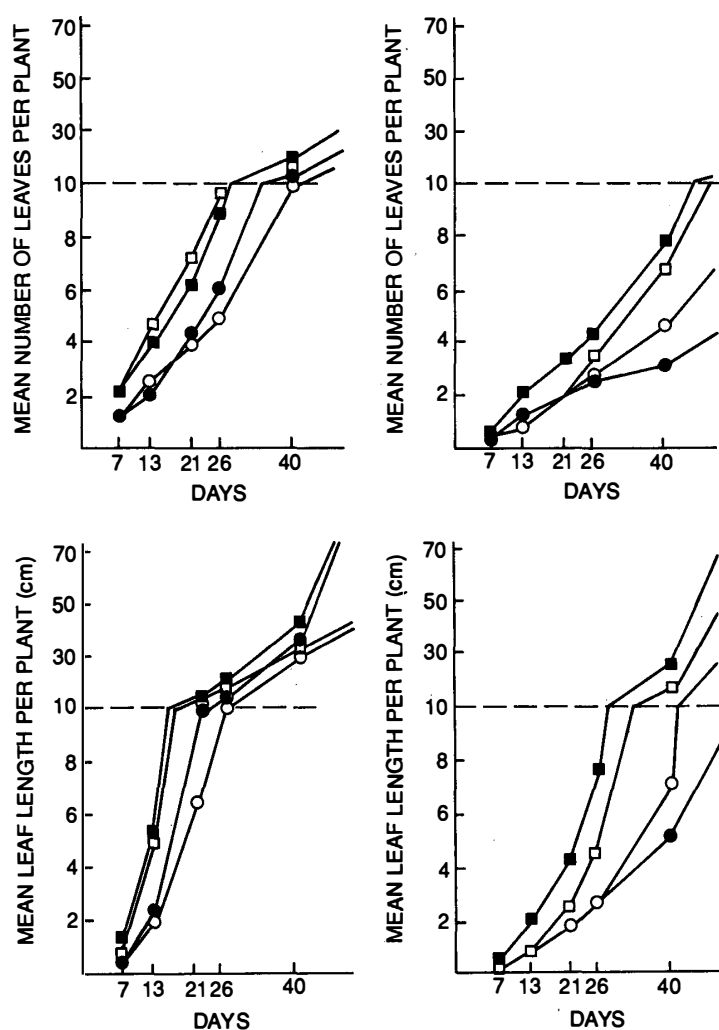 MEAN NUMBER OF LEAVES PER PLANT
70
50
30
10
8
6
4
2
7 13 21 26 40
DAYS
MEAN NUMBER OF LEAVES PER PLANT
70
50
30
10
8
6
4
2
7 13 21 26 40
DAYS
MEAN LEAF LENGTH PER PLANT (cm)
70
50
30
10
8
6
4
2
7 13 21 26 40
DAYS
MEAN LEAF LENGTH PER PLANT (cm)
70
50
30
10
8
6
4
2
7 13 21 26 40
DAYS